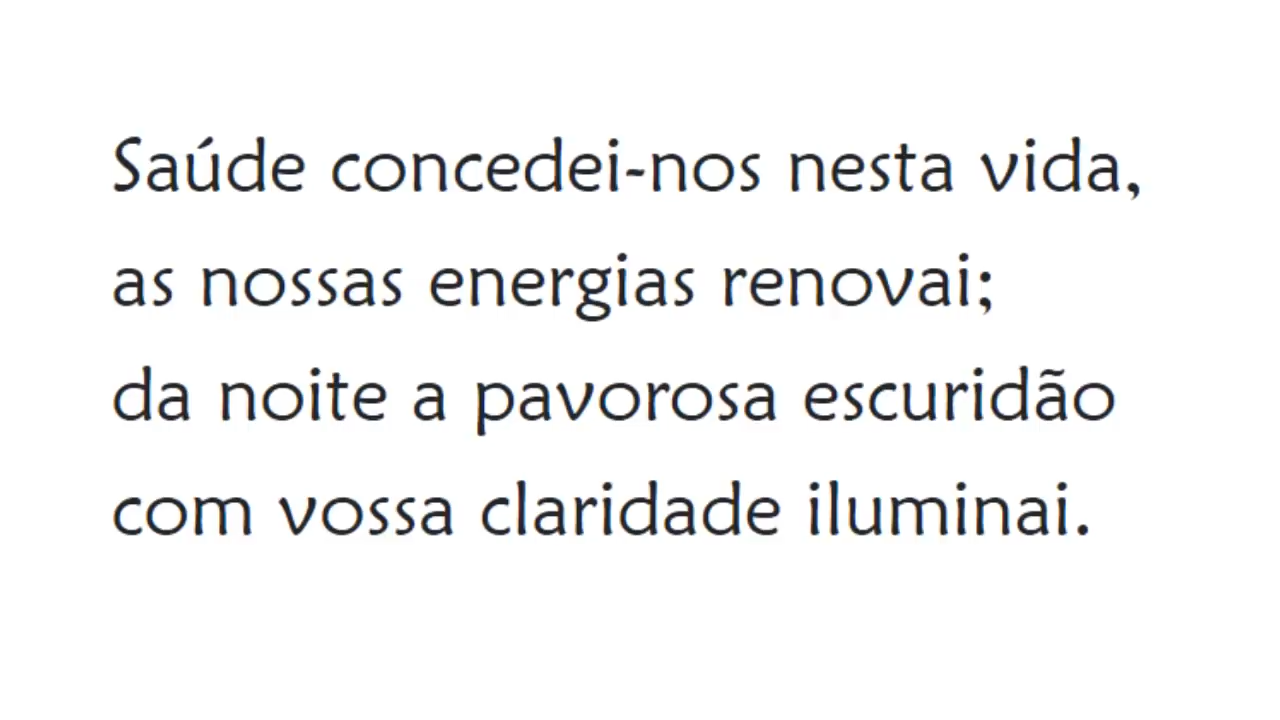 Saúde concedei-nos nesta vida,
as nossas energias renovai;
da noite a pavorosa escuridão
com vossa claridade iluminai.